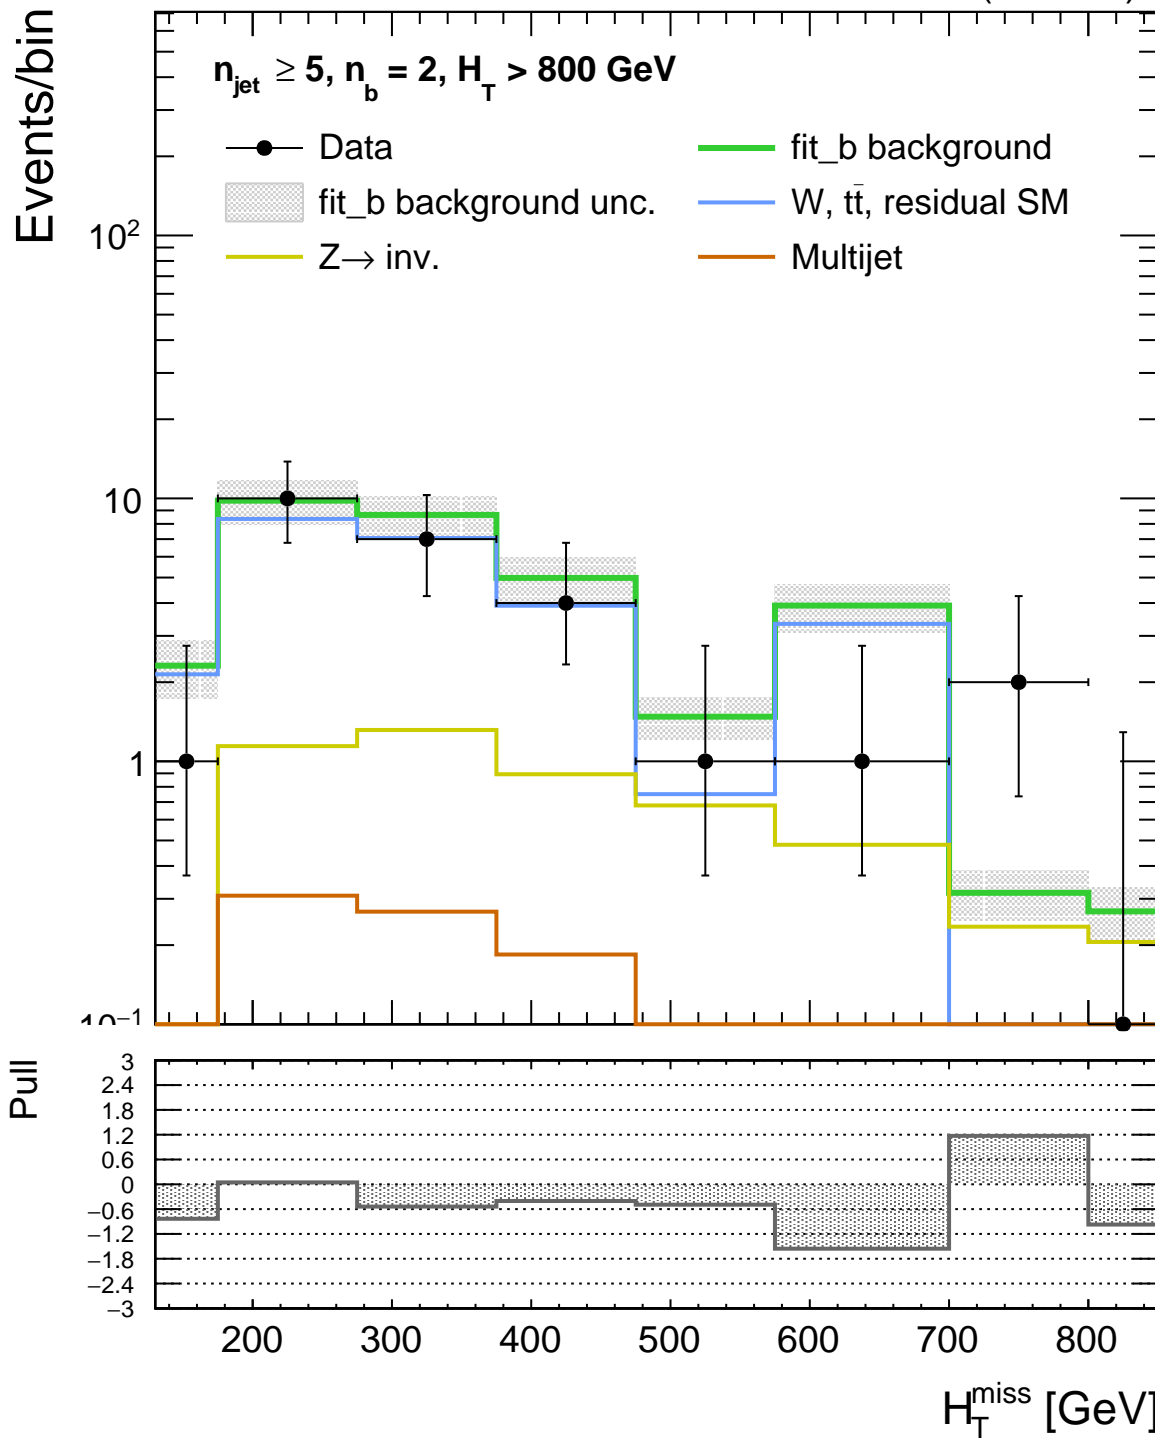 Events/bin
n_jet ≥ 5, n_b = 2, H_T > 800 GeV
Data
fit_b background
fit_b background unc.
W, tt̄, residual SM
Z→ inv.
Multijet
10²
10
1
10⁻¹
Pull
3
2.4
1.8
1.2
0.6
0
−0.6
−1.2
−1.8
−2.4
−3
200 300 400 500 600 700 800
H_T^miss [GeV]